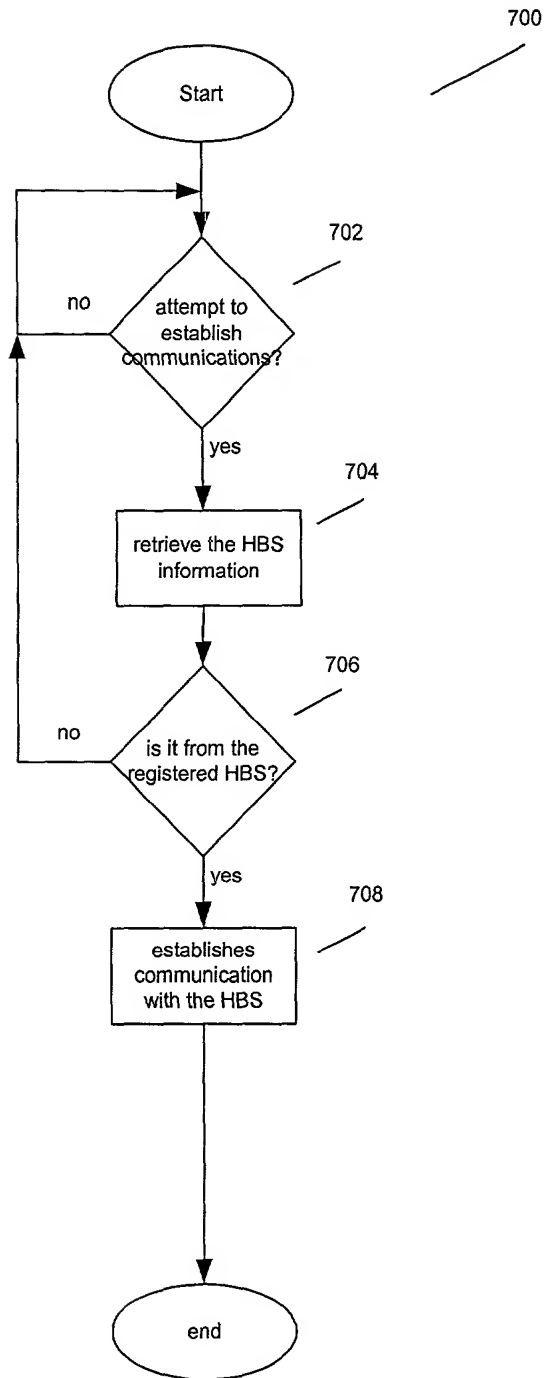 700
Start
702
no
attempt to
establish
communications?
yes
704
retrieve the HBS
information
706
no
is it from the
registered HBS?
yes
708
establishes
communication
with the HBS
end